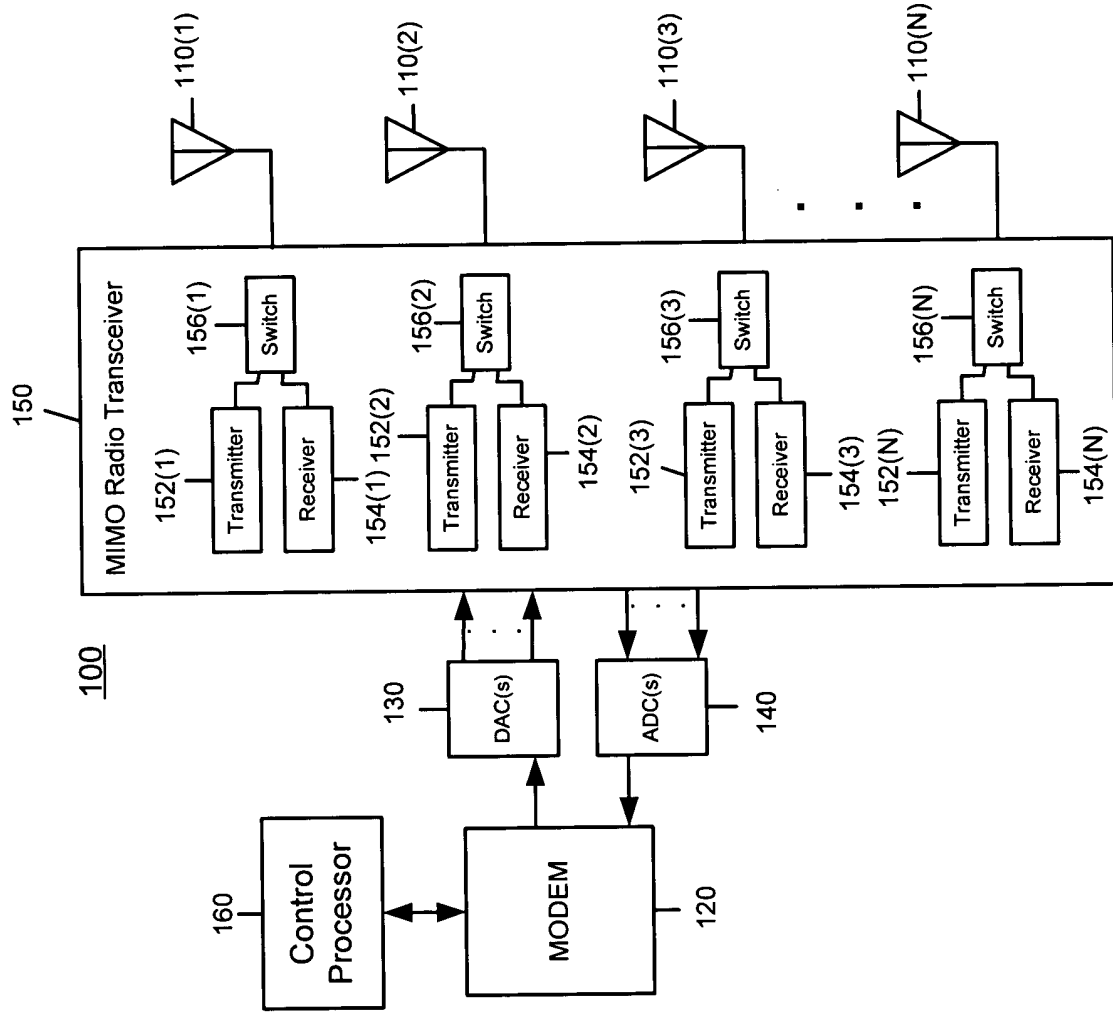 100
150
MIMO Radio Transceiver
160
Control
Processor
MODEM
120
130
DAC(s)
. . .
ADC(s)
140
. . .
152(1)
Transmitter
Receiver
154(1)
156(1)
Switch
110(1)
152(2)
Transmitter
Receiver
154(2)
156(2)
Switch
110(2)
152(3)
Transmitter
Receiver
154(3)
156(3)
Switch
110(3)
. . .
152(N)
Transmitter
Receiver
154(N)
156(N)
Switch
110(N)